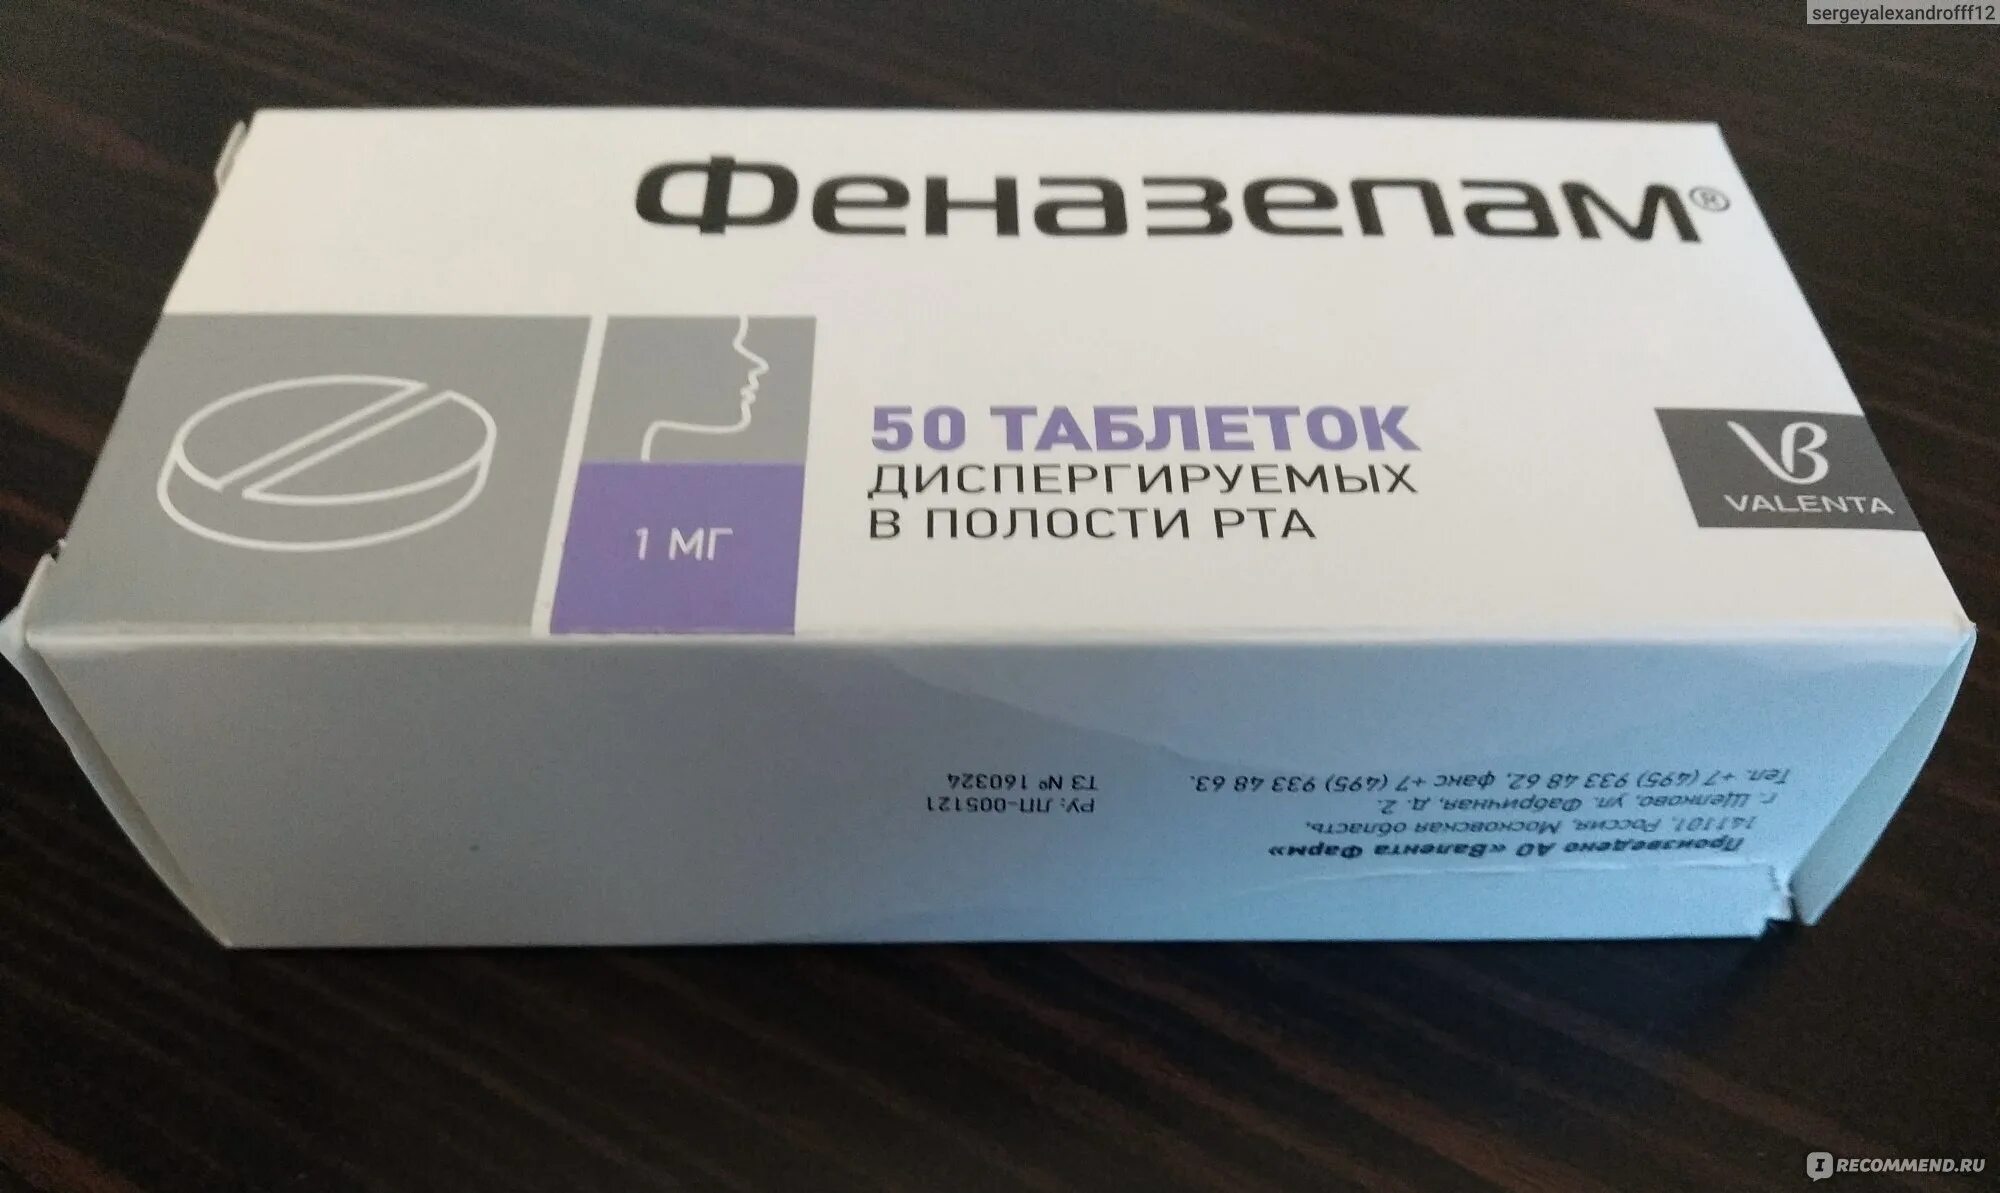 sergeyalexandrofff12
Феназепам®
50 ТАБЛЕТОК
ДИСПЕРГИРУЕМЫХ
В ПОЛОСТИ РТА
1 МГ
VALENTA
Произведено АО «Валента Фарм»
141101, Россия, Московская область,
г. Щелково, ул. Фабричная, д. 2.
Тел. +7 (495) 933 48 62, факс +7 (495) 933 48 63.
РУ: ЛП-005121
ТЗ № 160324
IRECOMMEND.RU